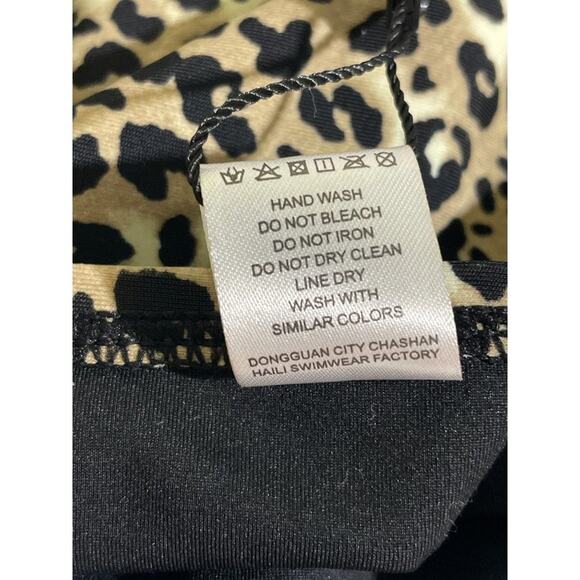 HAND WASH
DO NOT BLEACH
DO NOT IRON
DO NOT DRY CLEAN
LINE DRY
WASH WITH
SIMILAR COLORS
DONGGUAN CITY CHASHAN
HAILI SWIMWEAR FACTORY